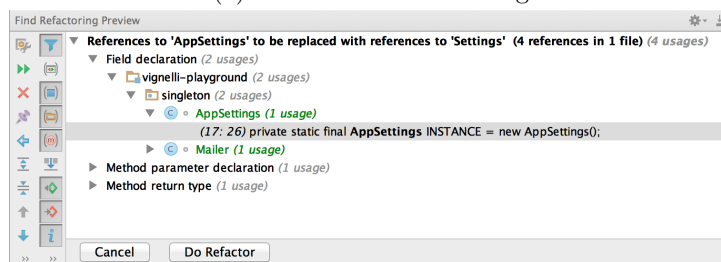 Find Refactoring Preview
References to 'AppSettings' to be replaced with references to 'Settings' (4 references in 1 file) (4 usages)
Field declaration (2 usages)
vignelli-playground (2 usages)
singleton (2 usages)
AppSettings (1 usage)
(17: 26) private static final AppSettings INSTANCE = new AppSettings();
Mailer (1 usage)
Method parameter declaration (1 usage)
Method return type (1 usage)
Cancel Do Refactor